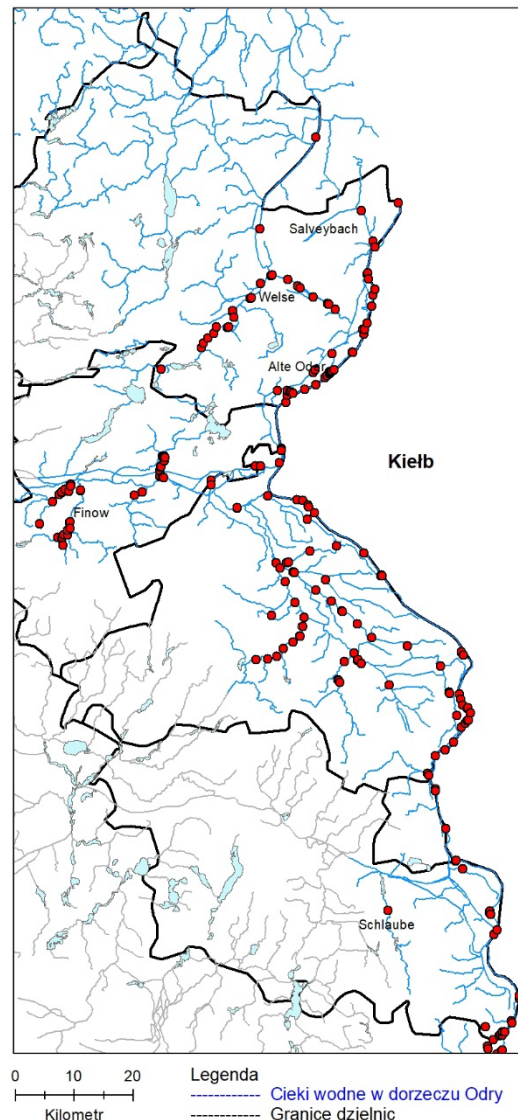 Salveybach
Welse
Alte Oder
Kiełb
Finow
Schlaube
0 10 20
Kilometr
Legenda
Cieki wodne w dorzeczu Odry
Granice dzielnic